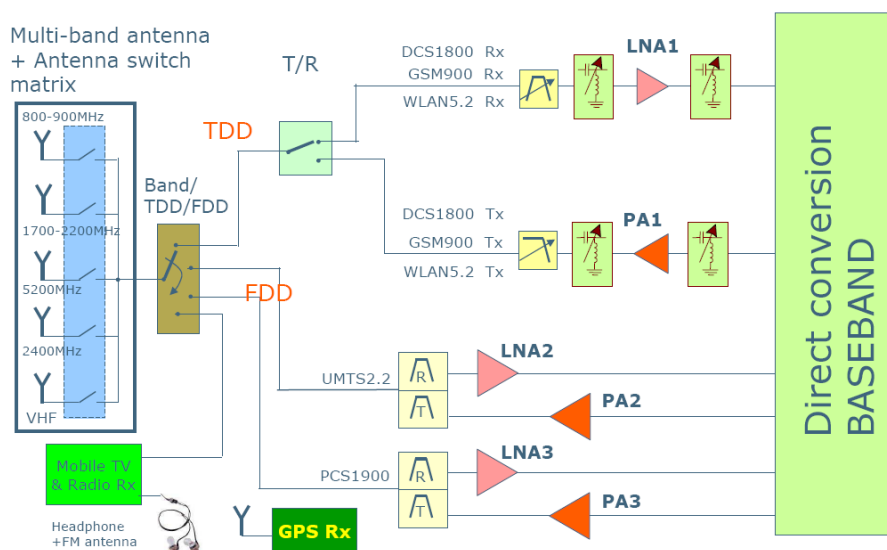 Multi-band antenna
+ Antenna switch
matrix
T/R
DCS1800 Rx
GSM900 Rx
WLAN5.2 Rx
LNA1
800-900MHz
TDD
Band/
TDD/FDD
1700-2200MHz
5200MHz
2400MHz
VHF
FDD
DCS1800 Tx
GSM900 Tx
WLAN5.2 Tx
PA1
UMTS2.2
R
T
LNA2
PA2
PCS1900
R
T
LNA3
PA3
Mobile TV
& Radio Rx
Headphone
+FM antenna
GPS Rx
Direct conversion
BASEBAND